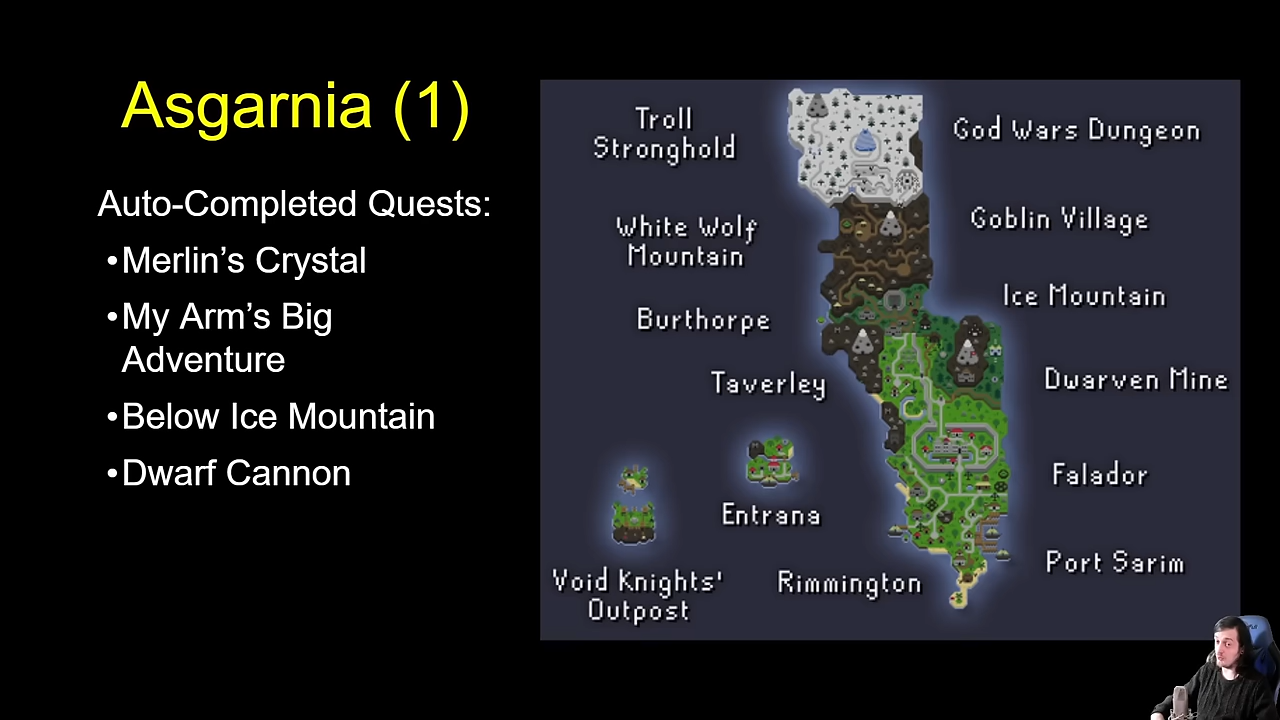 Asgarnia (1)
Auto-Completed Quests:
•Merlin's Crystal
•My Arm's Big
Adventure
•Below Ice Mountain
•Dwarf Cannon
Troll
Stronghold
God Wars Dungeon
White Wolf
Mountain
Goblin Village
Ice Mountain
Burthorpe
Taverley
Dwarven Mine
Falador
Entrana
Port Sarim
Void Knights'
Outpost
Rimmington